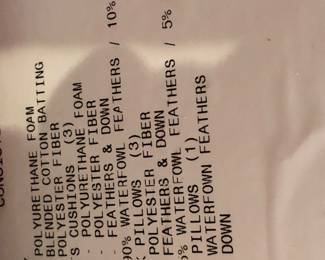 POLYURETHANE FOAM
BLENDED COTTON BATTING
POLYESTER FIBER
S CUSHIONS (3)
- POLYURETHANE FOAM
- POLYESTER FIBER
- FEATHERS & DOWN
90% WATERFOWL FEATHERS / 10%
PILLOWS (3)
POLYESTER FIBER
FEATHERS & DOWN
% WATERFOWL FEATHERS / 5%
PILLOWS (1)
WATERFOWN FEATHERS
DOWN